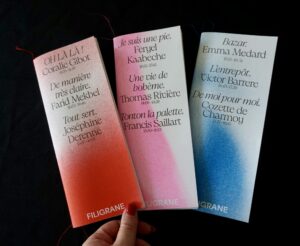 OH LÀ LÀ !
Coralie Gibot
De manière
très claire,
Farid Mekbel
Tout sert,
Joséphine
Derenne
FILIGRANE
Je suis une pie,
Feryel
Kaabeche
Une vie de
bohème,
Thomas Rivière
Tonton la palette,
Francis Saillart
FILIGRANE
Bazar,
Emma Medard
L'entrepôt,
Victor Barrere
De moi pour moi,
Cozette de
Charmoy
FILIGRANE